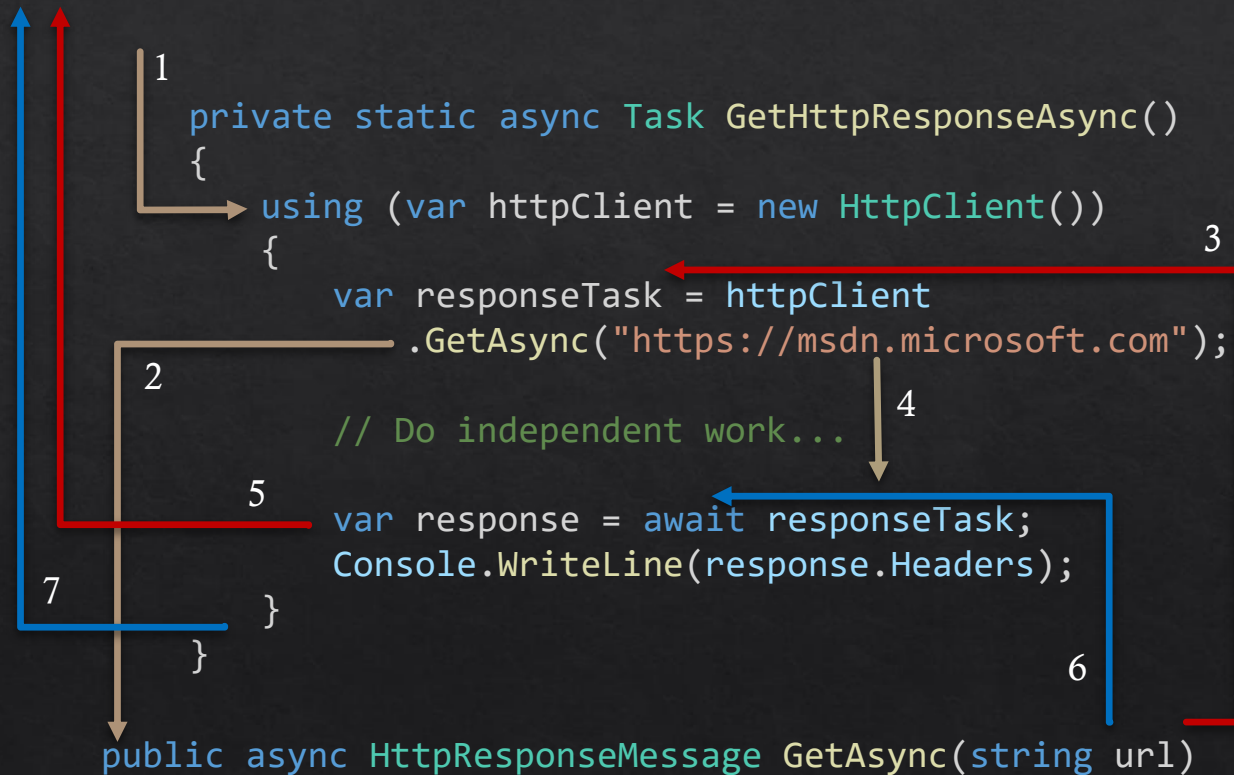 1
private static async Task GetHttpResponseAsync()
{
using (var httpClient = new HttpClient())
{
3
var responseTask = httpClient
.GetAsync("https://msdn.microsoft.com");
2
4
// Do independent work...
5
var response = await responseTask;
Console.WriteLine(response.Headers);
7
}
}
6
public async HttpResponseMessage GetAsync(string url)